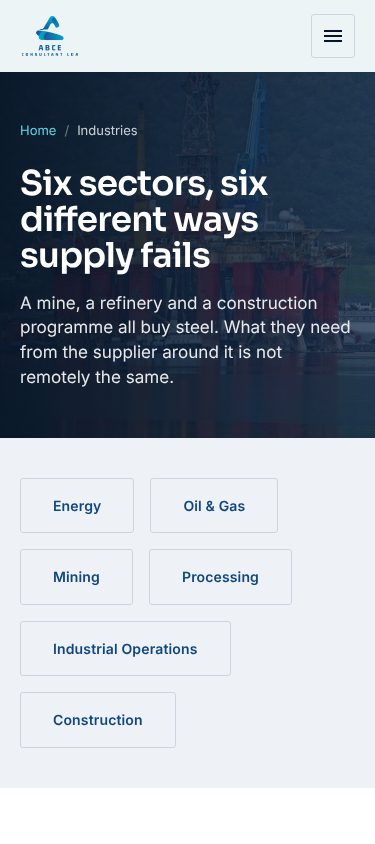 ABCE
CONSULTANT LDA
Home / Industries
Six sectors, six
different ways
supply fails
A mine, a refinery and a construction
programme all buy steel. What they need
from the supplier around it is not
remotely the same.
Energy
Oil & Gas
Mining
Processing
Industrial Operations
Construction